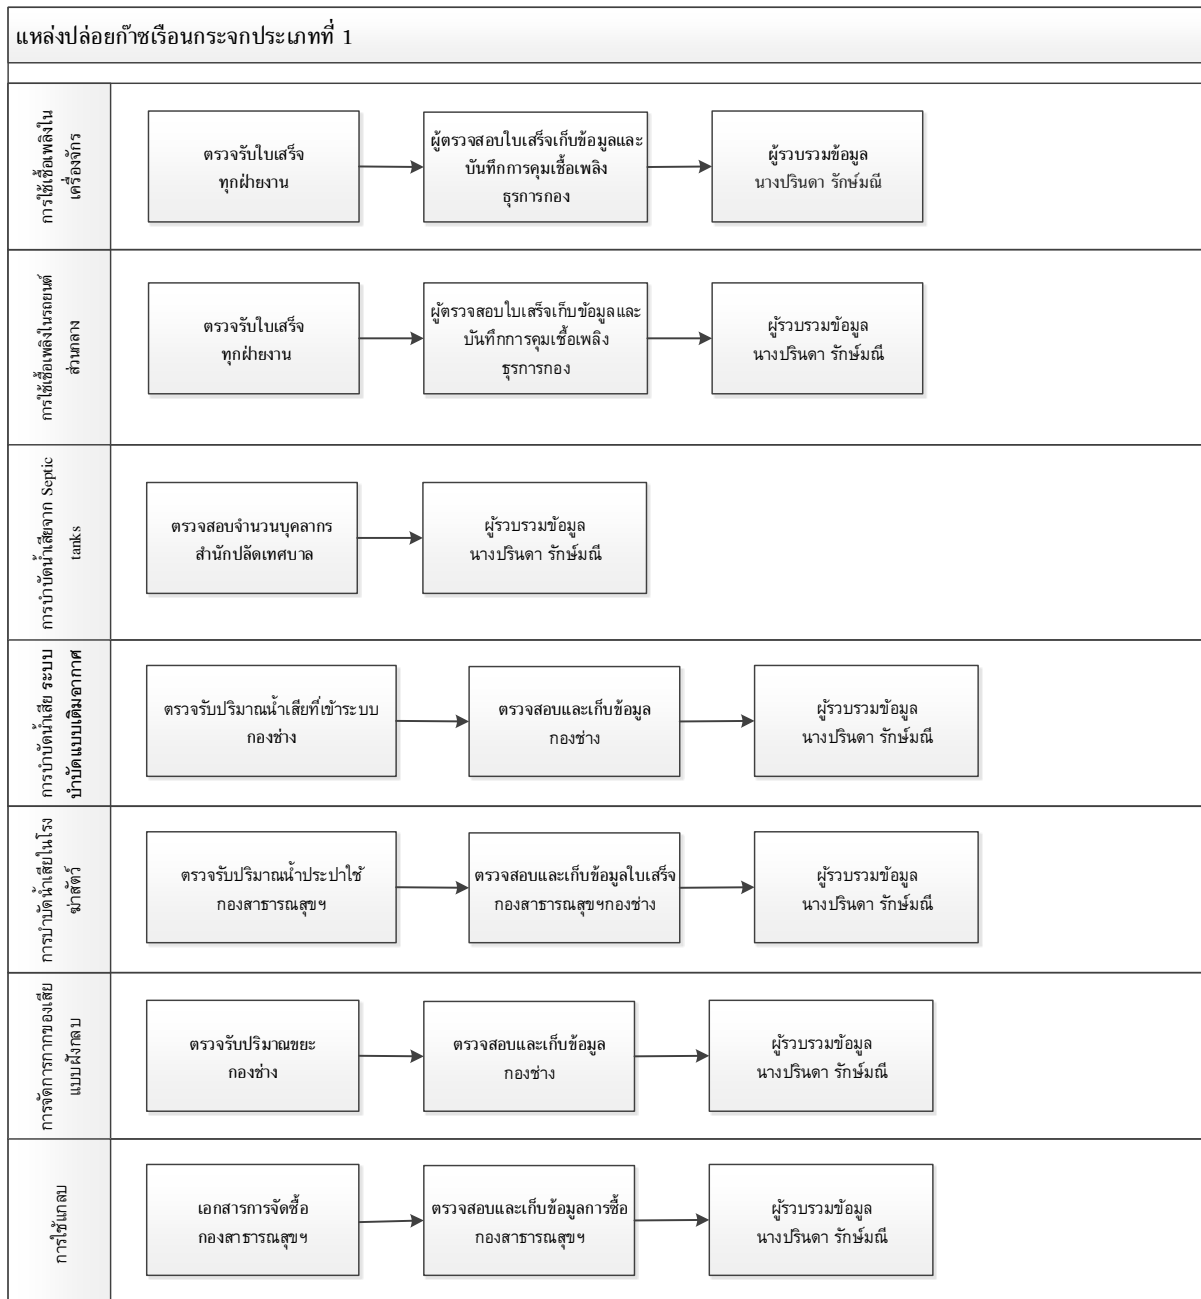 แหล่งปล่อยก๊าซเรือนกระจกประเภทที่ 1
การใช้เชื้อเพลิงใน
เครื่องจักร
ตรวจรับใบเสร็จ
ทุกฝ่ายงาน
ผู้ตรวจสอบใบเสร็จเก็บข้อมูลและ
บันทึกการคุมเชื้อเพลิง
ธุรการกอง
ผู้รวบรวมข้อมูล
นางปรินดา รักษ์มณี
การใช้เชื้อเพลิงในรถยนต์
ส่วนกลาง
ตรวจรับใบเสร็จ
ทุกฝ่ายงาน
ผู้ตรวจสอบใบเสร็จเก็บข้อมูลและ
บันทึกการคุมเชื้อเพลิง
ธุรการกอง
ผู้รวบรวมข้อมูล
นางปรินดา รักษ์มณี
การบำบัดน้ำเสียจาก Septic
tanks
ตรวจสอบจำนวนบุคลากร
สำนักปลัดเทศบาล
ผู้รวบรวมข้อมูล
นางปรินดา รักษ์มณี
การบำบัดน้ำเสีย ระบบ
บำบัดแบบเติมอากาศ
ตรวจรับปริมาณน้ำเสียที่เข้าระบบ
กองช่าง
ตรวจสอบและเก็บข้อมูล
กองช่าง
ผู้รวบรวมข้อมูล
นางปรินดา รักษ์มณี
การบำบัดน้ำเสียในโรง
ฆ่าสัตว์
ตรวจรับปริมาณน้ำประปาใช้
กองสาธารณสุขฯ
ตรวจสอบและเก็บข้อมูลใบเสร็จ
กองสาธารณสุขฯกองช่าง
ผู้รวบรวมข้อมูล
นางปรินดา รักษ์มณี
การจัดการกากของเสีย
แบบฝังกลบ
ตรวจรับปริมาณขยะ
กองช่าง
ตรวจสอบและเก็บข้อมูล
กองช่าง
ผู้รวบรวมข้อมูล
นางปรินดา รักษ์มณี
การใช้แกลบ
เอกสารการจัดซื้อ
กองสาธารณสุขฯ
ตรวจสอบและเก็บข้อมูลการซื้อ
กองสาธารณสุขฯ
ผู้รวบรวมข้อมูล
นางปรินดา รักษ์มณี